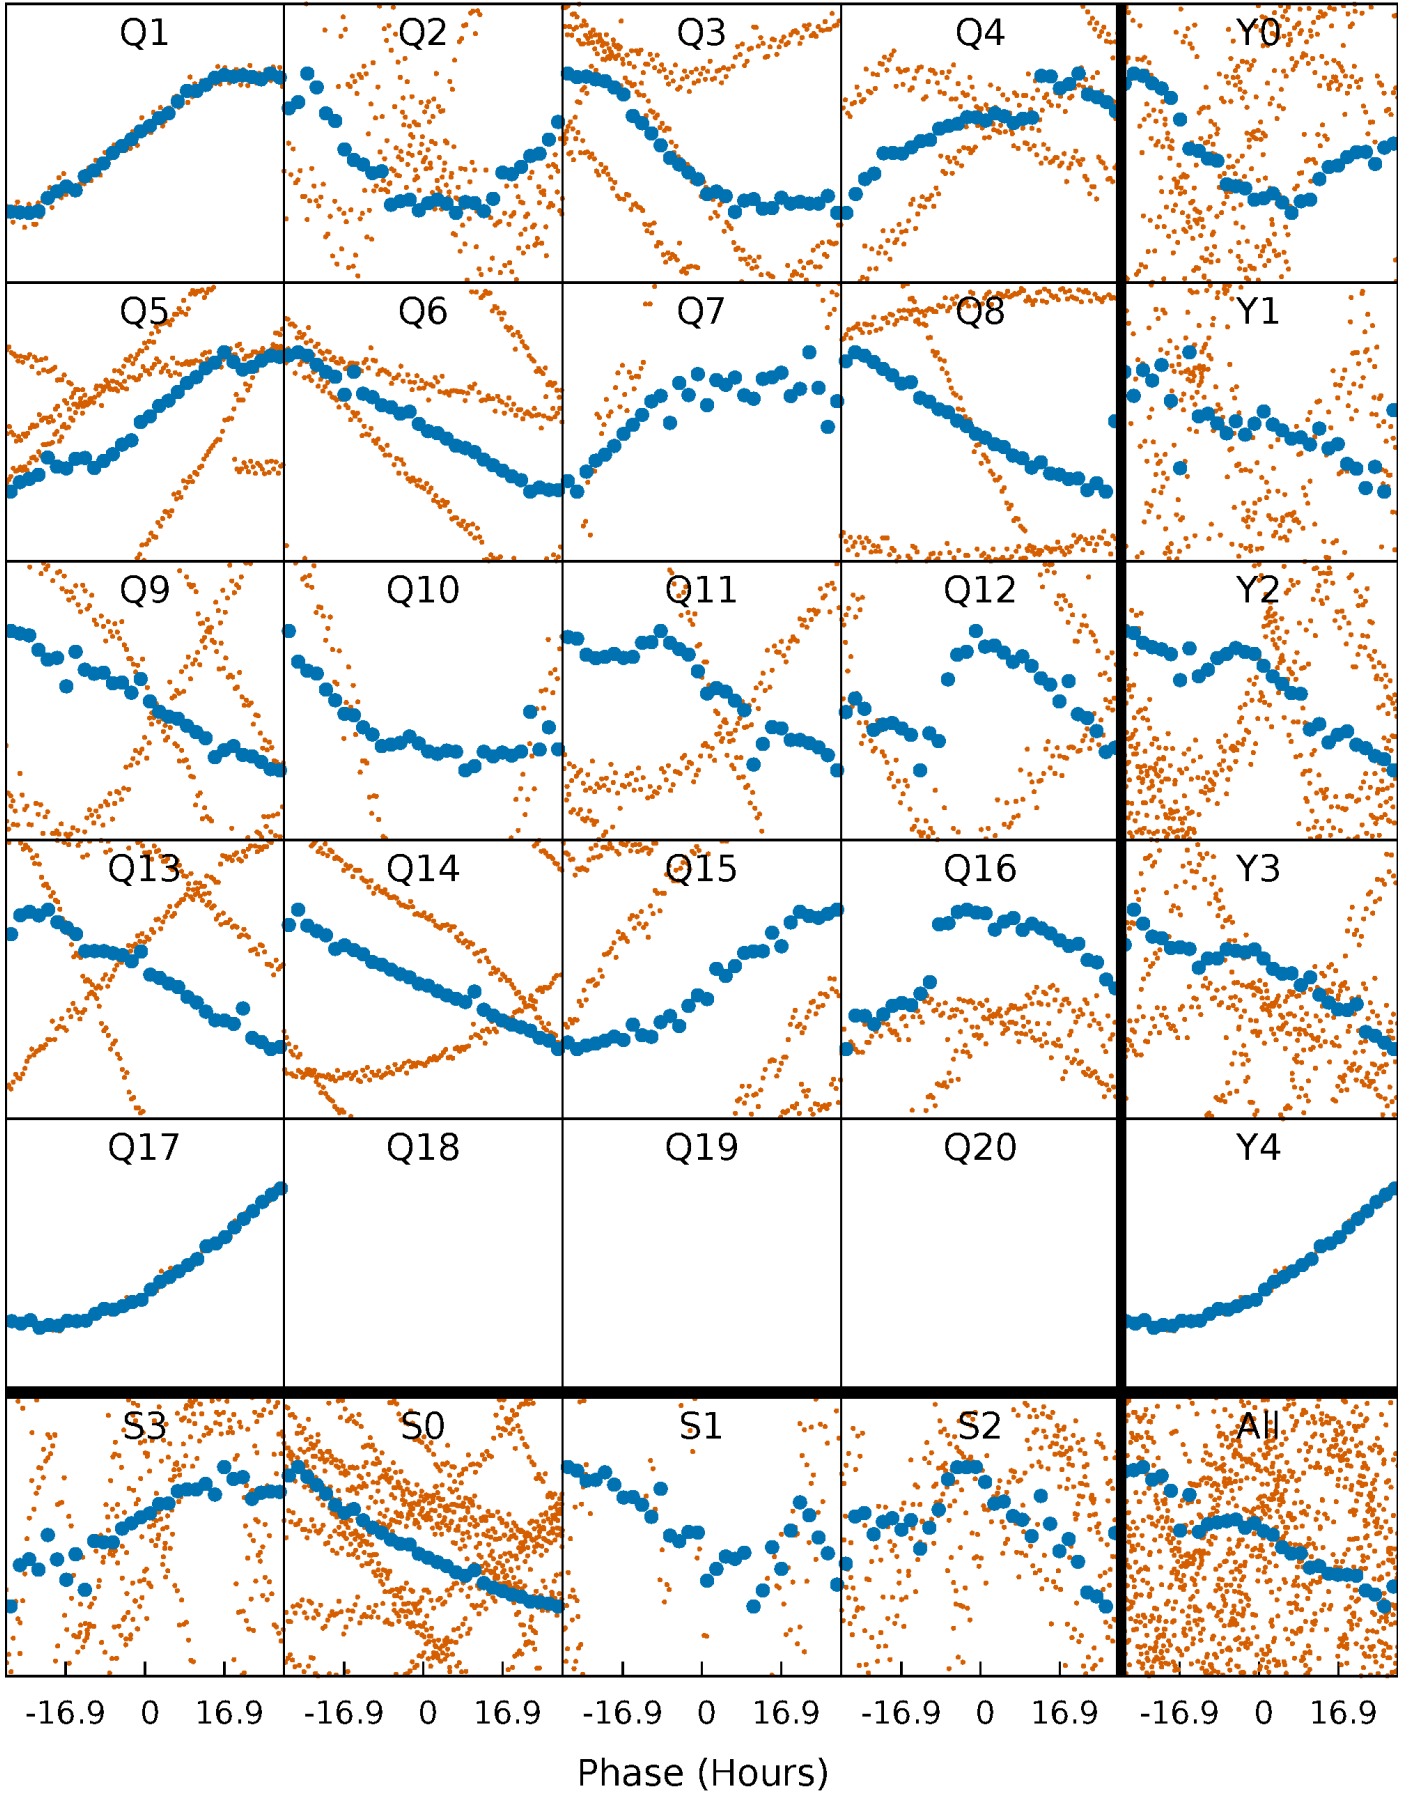 Q1 Q2 Q3 Q4 Y0
Q5 Q6 Q7 Q8 Y1
Q9 Q10 Q11 Q12 Y2
Q13 Q14 Q15 Q16 Y3
Q17 Q18 Q19 Q20 Y4
S3 S0 S1 S2 All
-16.9 0 16.9 -16.9 0 16.9 -16.9 0 16.9 -16.9 0 16.9 -16.9 0 16.9
Phase (Hours)